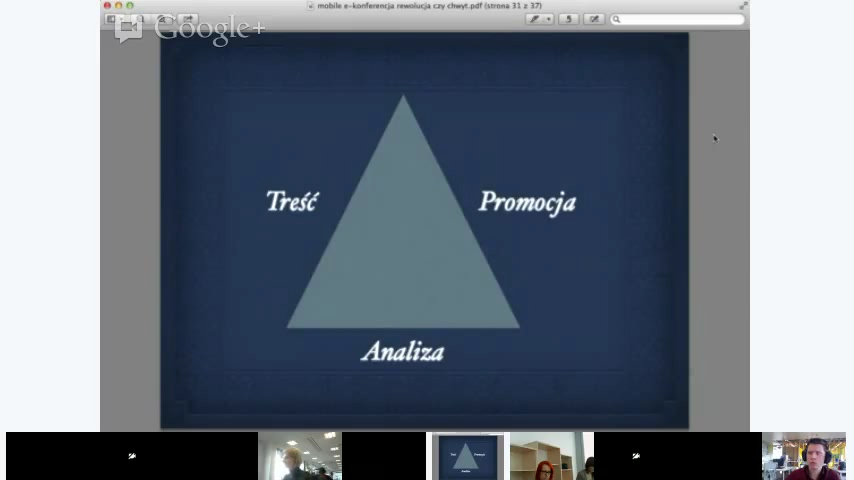 mobile e-konferencja rewolucja czy chwyt.pdf (strona 31 z 37)
Google+
Treść
Promocja
Analiza